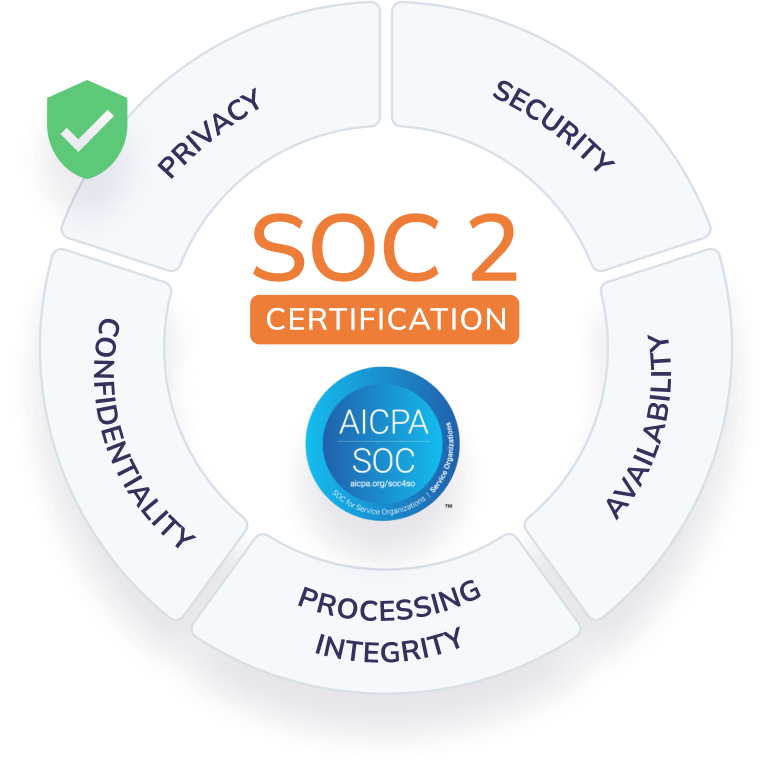 PRIVACY
SECURITY
SOC 2
CERTIFICATION
CONFIDENTIALITY
AVAILABILITY
AICPA
SOC
aicpa.org/soc4so
SOC for Service Organizations | Service Organizations
TM
PROCESSING
INTEGRITY